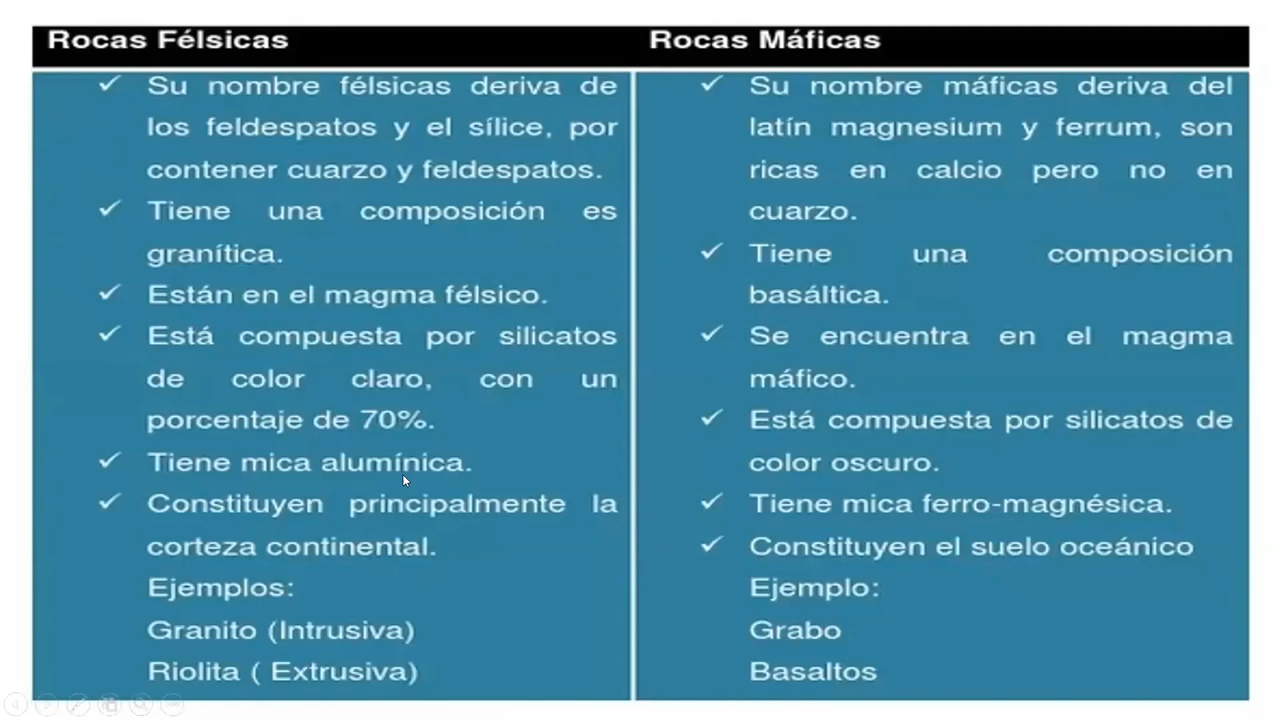 Rocas Félsicas
✓ Su nombre félsicas deriva de
los feldespatos y el sílice, por
contener cuarzo y feldespatos.
✓ Tiene una composición es
granítica.
✓ Están en el magma félsico.
✓ Está compuesta por silicatos
de color claro, con un
porcentaje de 70%.
✓ Tiene mica alumínica.
✓ Constituyen principalmente la
corteza continental.
Ejemplos:
Granito (Intrusiva)
Riolita ( Extrusiva)
Rocas Máficas
✓ Su nombre máficas deriva del
latín magnesium y ferrum, son
ricas en calcio pero no en
cuarzo.
✓ Tiene una composición
basáltica.
✓ Se encuentra en el magma
máfico.
✓ Está compuesta por silicatos de
color oscuro.
✓ Tiene mica ferro-magnésica.
✓ Constituyen el suelo oceánico
Ejemplo:
Grabo
Basaltos